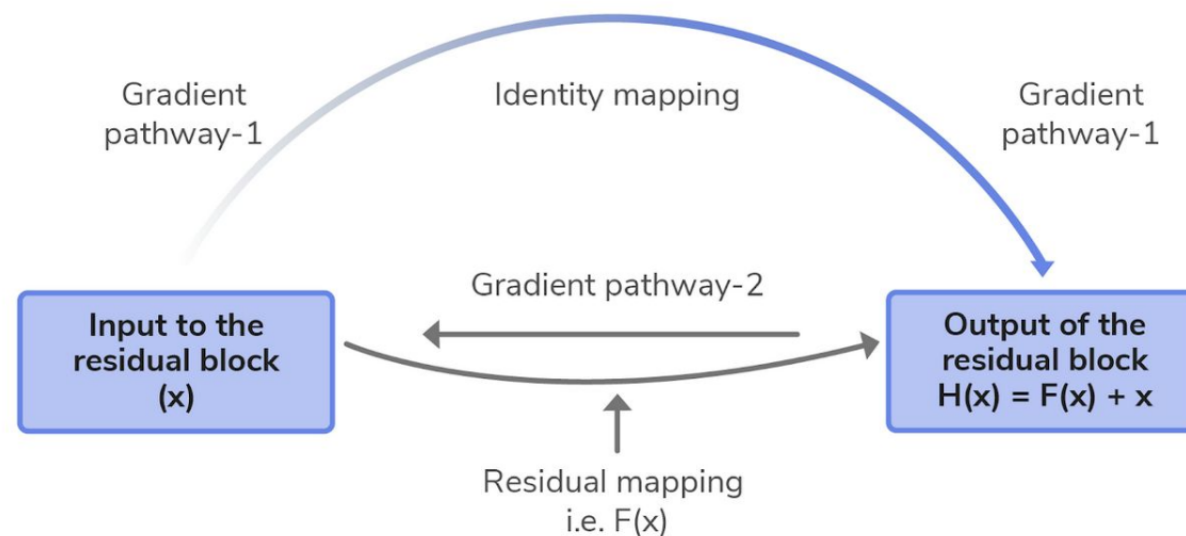 Gradient
pathway-1
Identity mapping
Gradient
pathway-1
Gradient pathway-2
Input to the
residual block
(x)
Output of the
residual block
H(x) = F(x) + x
Residual mapping
i.e. F(x)